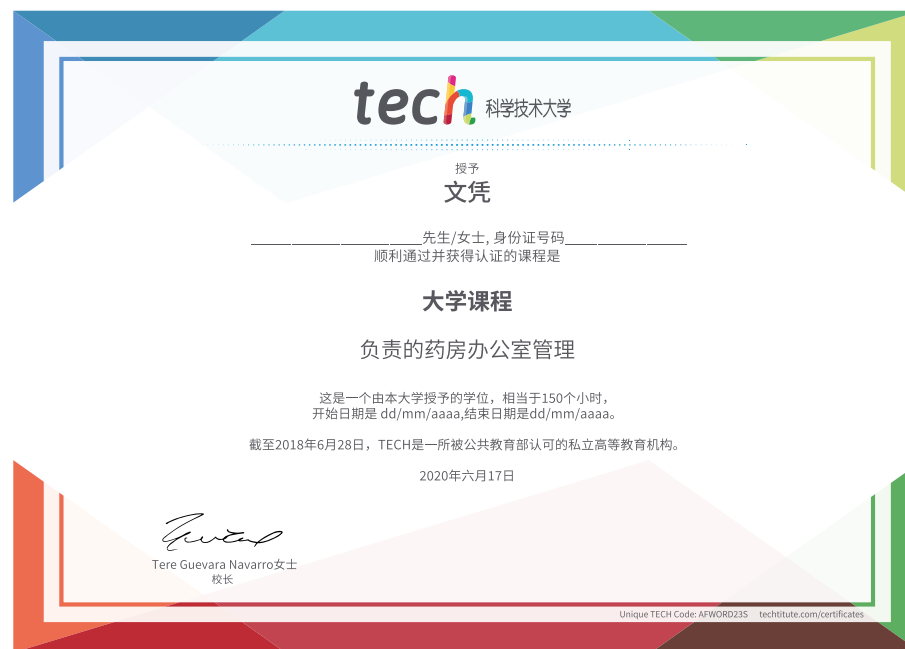 tech 科学技术大学
授予
文凭
______________________先生/女士, 身份证号码_______________
顺利通过并获得认证的课程是
大学课程
负责的药房办公室管理
这是一个由本大学授予的学位，相当于150个小时，
开始日期是 dd/mm/aaaa,结束日期是dd/mm/aaaa。
截至2018年6月28日，TECH是一所被公共教育部认可的私立高等教育机构。
2020年六月17日
Tere Guevara Navarro女士
校长
Unique TECH Code: AFWORD23S techtitute.com/certificates